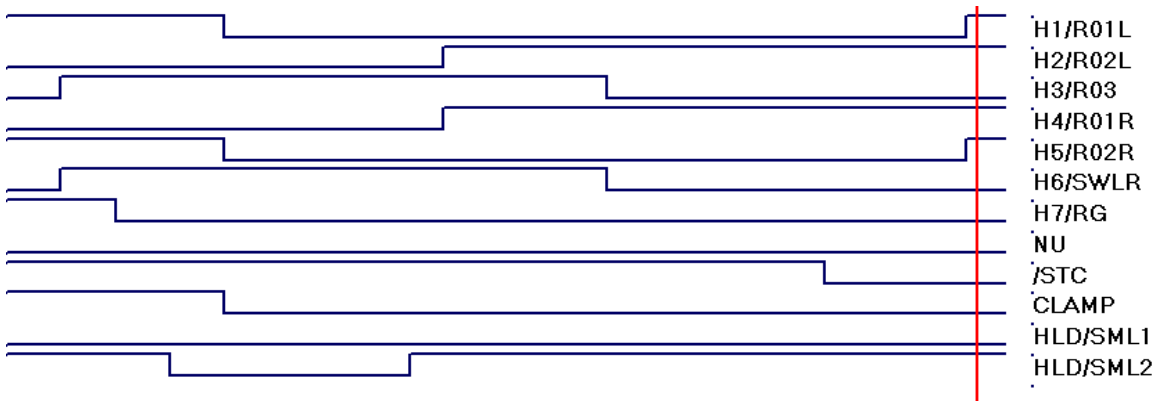 H1/R01L
H2/R02L
H3/R03
H4/R01R
H5/R02R
H6/SWLR
H7/RG
NU
/STC
CLAMP
HLD/SML1
HLD/SML2